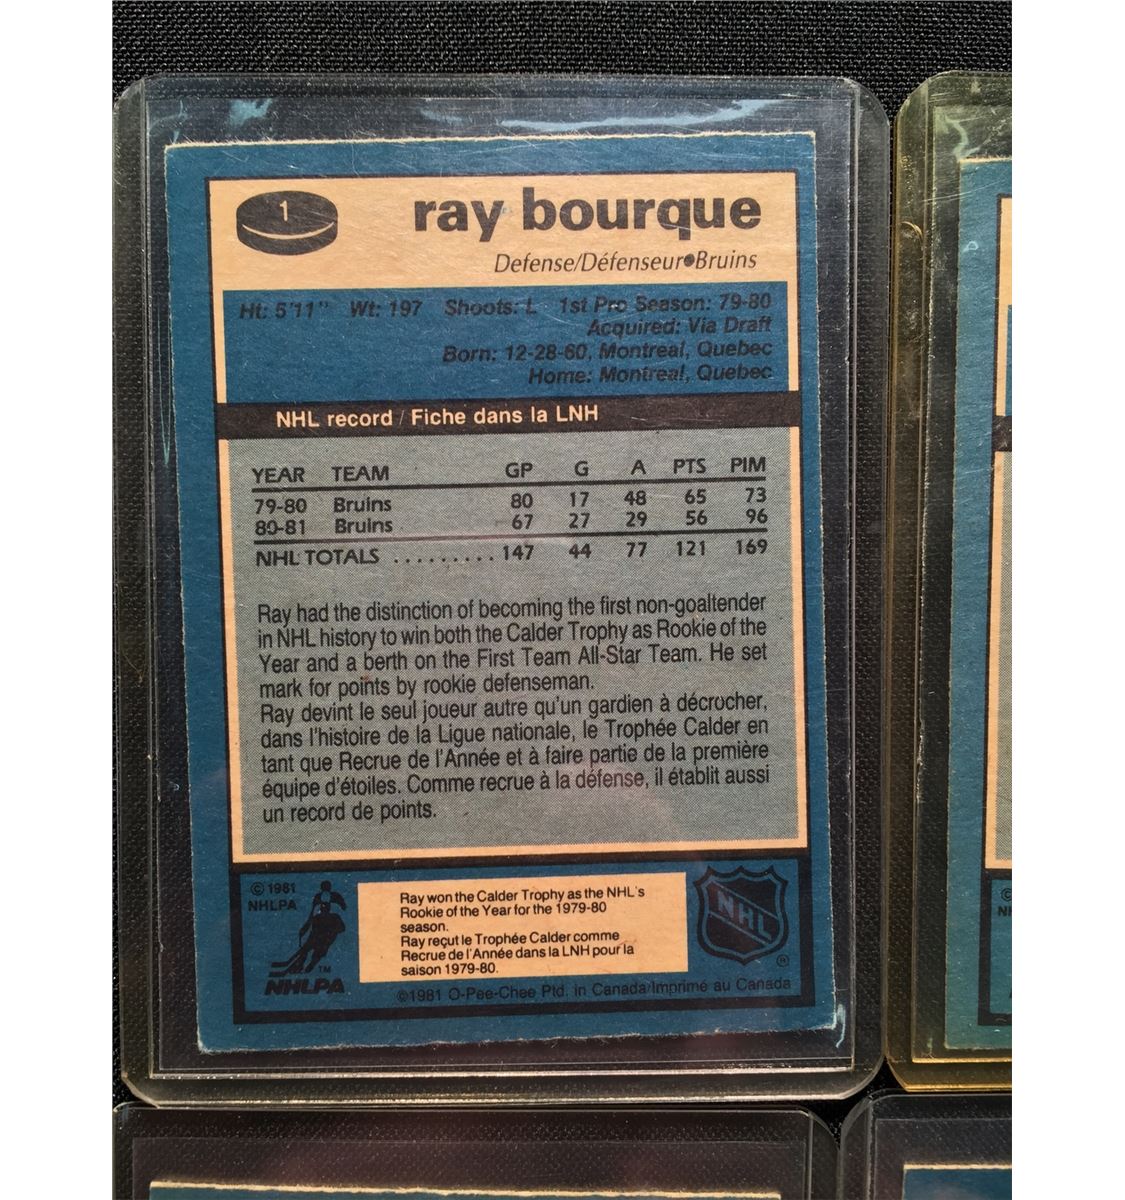 1
ray bourque
Defense/Défenseur•Bruins
Ht: 5'11" Wt: 197 Shoots: L 1st Pro Season: 79-80
Acquired: Via Draft
Born: 12-28-60, Montreal, Quebec
Home: Montreal, Quebec
NHL record / Fiche dans la LNH
YEAR TEAM GP G A PTS PIM
79-80 Bruins 80 17 48 65 73
80-81 Bruins 67 27 29 56 96
NHL TOTALS ......... 147 44 77 121 169
Ray had the distinction of becoming the first non-goaltender
in NHL history to win both the Calder Trophy as Rookie of the
Year and a berth on the First Team All-Star Team. He set
mark for points by rookie defenseman.
Ray devint le seul joueur autre qu'un gardien à décrocher,
dans l'histoire de la Ligue nationale, le Trophée Calder en
tant que Recrue de l'Année et à faire partie de la première
équipe d'étoiles. Comme recrue à la défense, il établit aussi
un record de points.
© 1981
NHLPA
TM
NHLPA
Ray won the Calder Trophy as the NHL's
Rookie of the Year for the 1979-80
season.
Ray reçut le Trophée Calder comme
Recrue de l'Année dans la LNH pour la
saison 1979-80.
NHL
®
©1981 O-Pee-Chee Ptd. in Canada/Imprimé au Canada